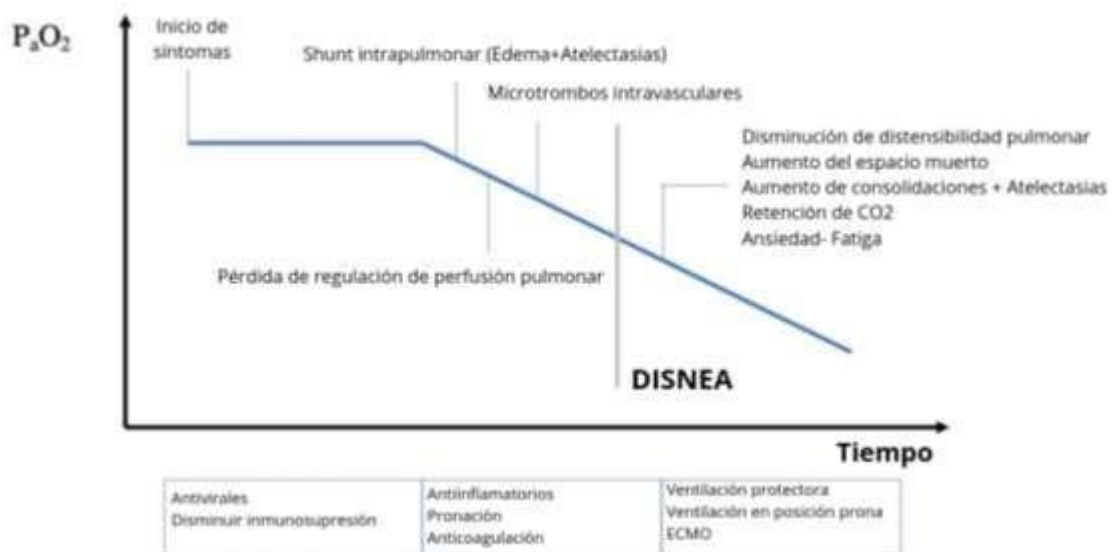 PₐO₂
Inicio de
síntomas
Shunt intrapulmonar (Edema+Atelectasias)
Microtrombos intravasculares
Disminución de distensibilidad pulmonar
Aumento del espacio muerto
Aumento de consolidaciones + Atelectasias
Retención de CO2
Ansiedad- Fatiga
Pérdida de regulación de perfusión pulmonar
DISNEA
Tiempo
Antivirales
Disminuir inmunosupresión
Antiinflamatorios
Pronación
Anticoagulación
Ventilación protectora
Ventilación en posición prona
ECMO